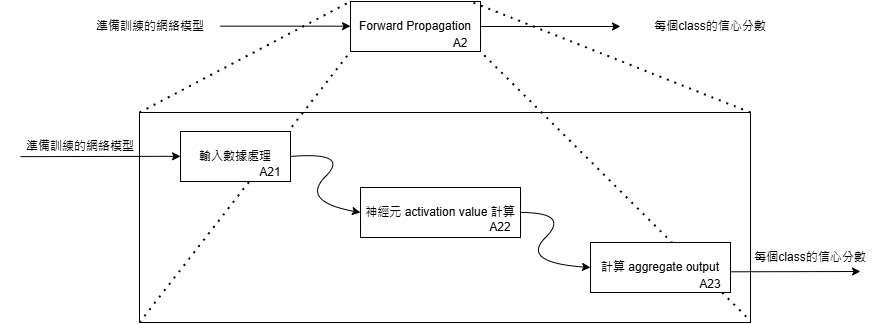 準備訓練的網絡模型
Forward Propagation
A2
每個class的信心分數
準備訓練的網絡模型
輸入數據處理
A21
神經元 activation value 計算
A22
計算 aggregate output
A23
每個class的信心分數